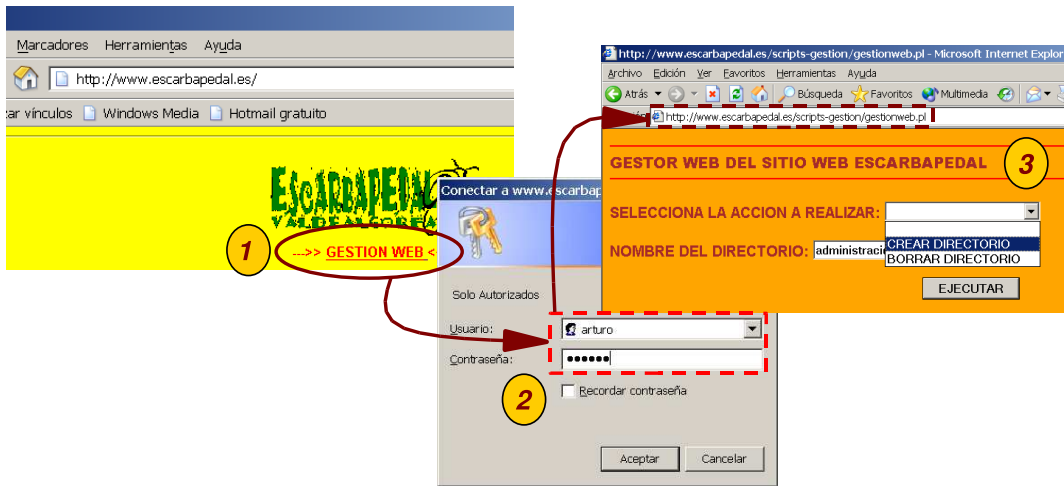 Marcadores Herramientas Ayuda
http://www.escarbapedal.es/
ar vínculos Windows Media Hotmail gratuito
ESCARBAPEDAL
--->> GESTION WEB <
1
Conectar a www.escarbap
Solo Autorizados
Usuario: arturo
Contraseña: ●●●●●●
Recordar contraseña
2
Aceptar Cancelar
http://www.escarbapedal.es/scripts-gestion/gestionweb.pl - Microsoft Internet Explor
Archivo Edición Ver Favoritos Herramientas Ayuda
Atrás Búsqueda Favoritos Multimedia
http://www.escarbapedal.es/scripts-gestion/gestionweb.pl
GESTOR WEB DEL SITIO WEB ESCARBAPEDAL
3
SELECCIONA LA ACCION A REALIZAR:
CREAR DIRECTORIO
NOMBRE DEL DIRECTORIO: administraci
BORRAR DIRECTORIO
EJECUTAR